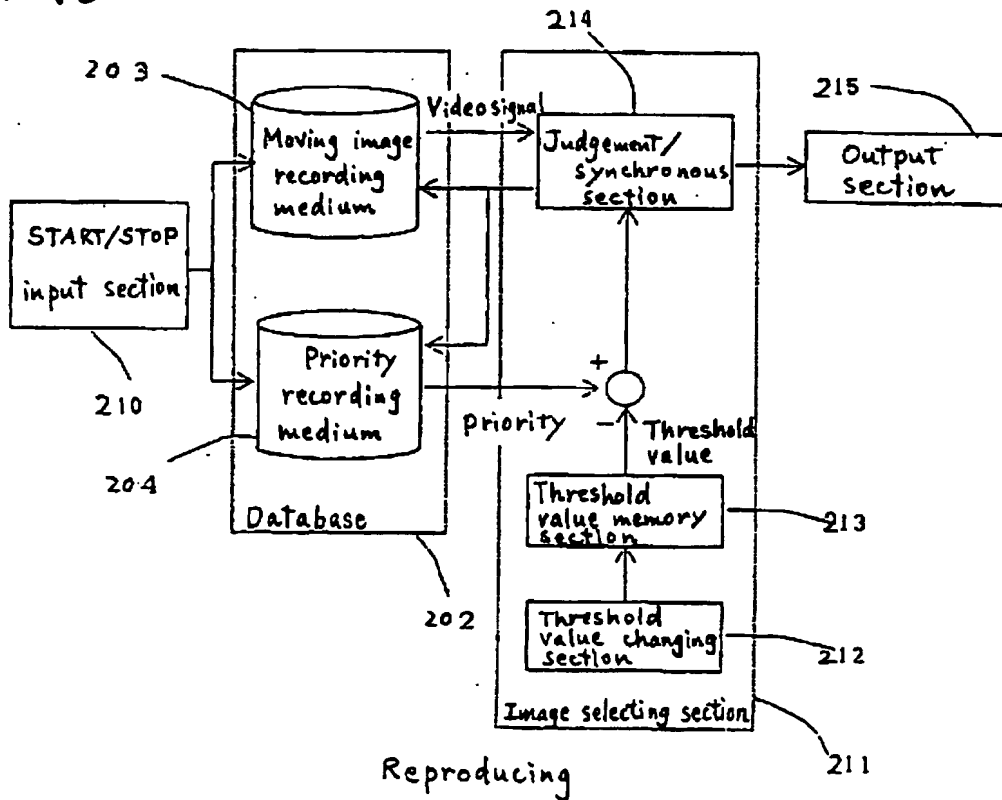 214
203
215
Video signal
Moving image
recording
medium
Judgement/
synchronous
section
Output
section
START/STOP
input section
Priority
recording
medium
+
210
priority
−
Threshold
value
204
Threshold
value memory
section
213
Database
202
Threshold
value changing
section
212
Image selecting section
211
Reproducing